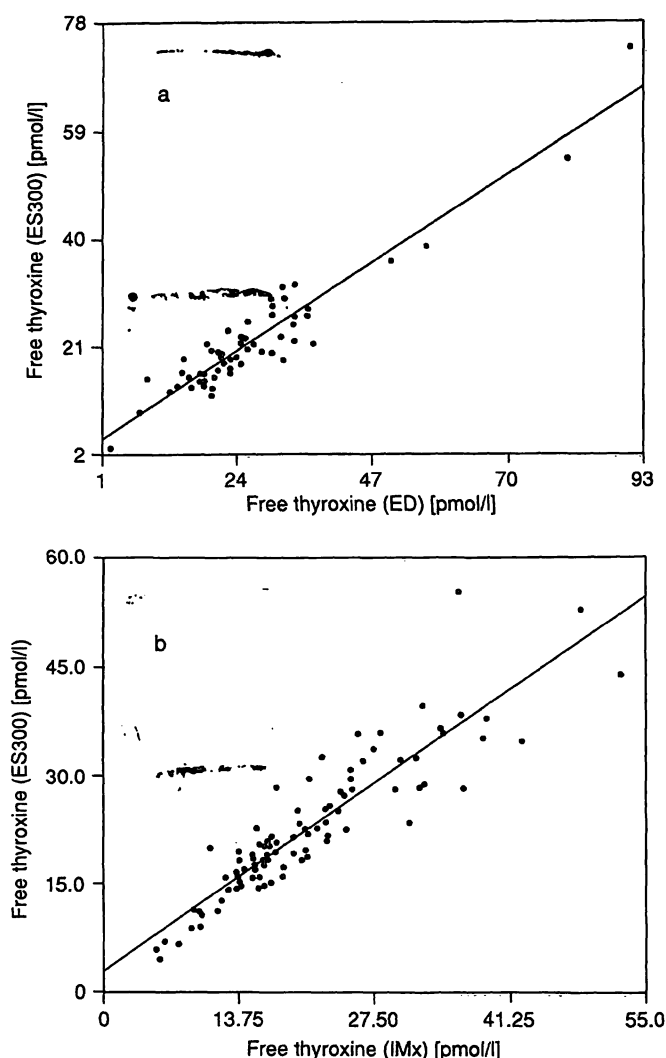 78
a
59
40
21
2
1 24 47 70 93
Free thyroxine (ES300) [pmol/l]
Free thyroxine (ED) [pmol/l]
60.0
b
45.0
30.0
15.0
0
0 13.75 27.50 41.25 55.0
Free thyroxine (ES300) [pmol/l)
Free thyroxine (IMx) [pmol/l]